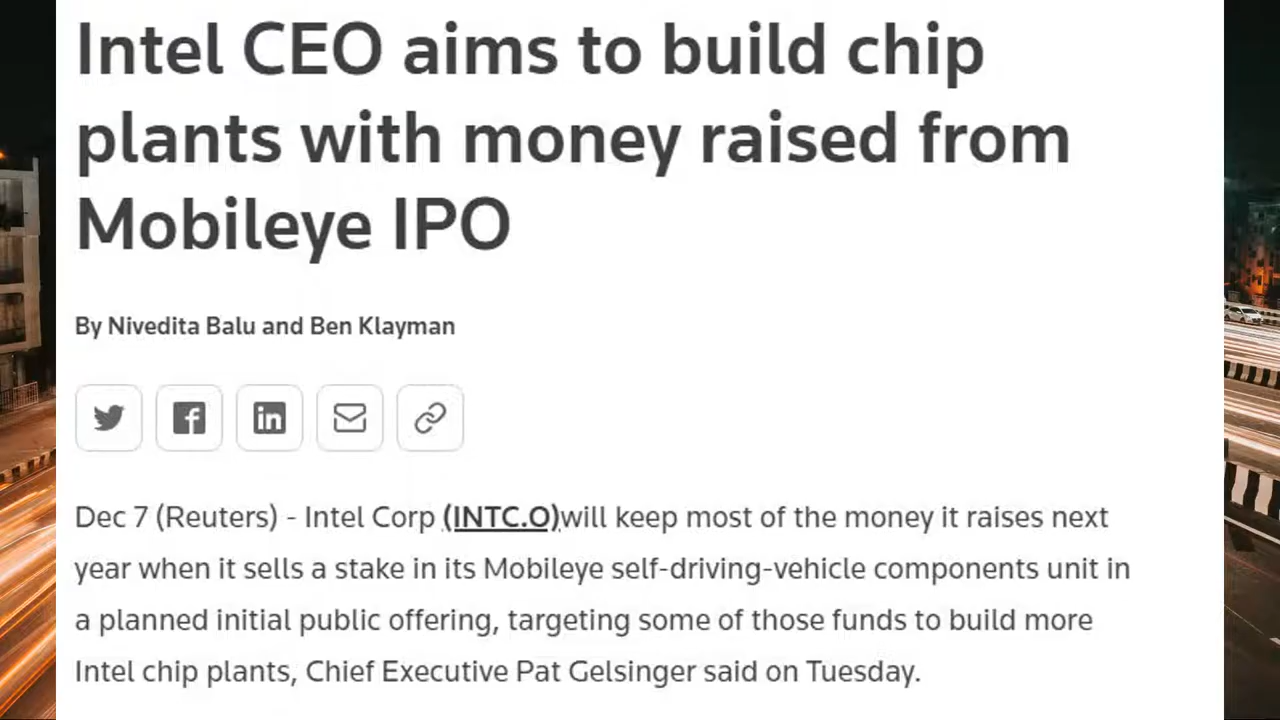 Intel CEO aims to build chip
plants with money raised from
Mobileye IPO
By Nivedita Balu and Ben Klayman
Dec 7 (Reuters) - Intel Corp (INTC.O)will keep most of the money it raises next
year when it sells a stake in its Mobileye self-driving-vehicle components unit in
a planned initial public offering, targeting some of those funds to build more
Intel chip plants, Chief Executive Pat Gelsinger said on Tuesday.